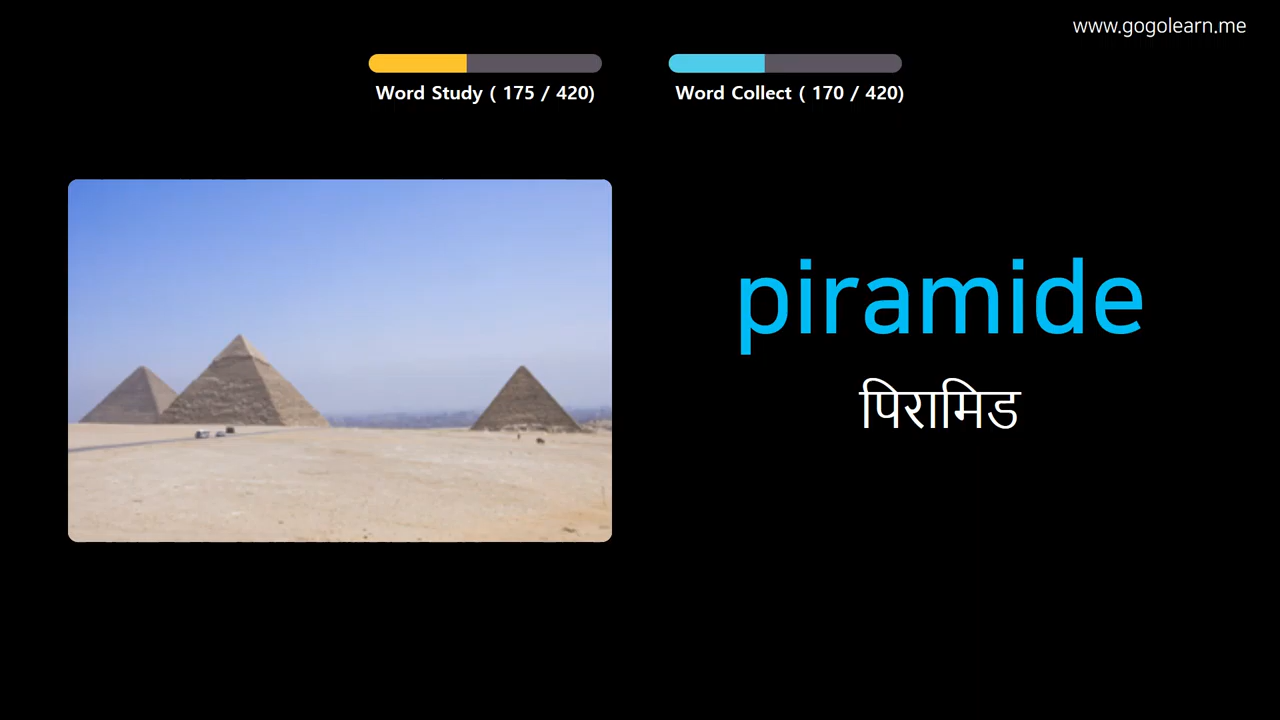 www.gogolearn.me
Word Study ( 175 / 420)
Word Collect ( 170 / 420)
piramide
पिरामिड